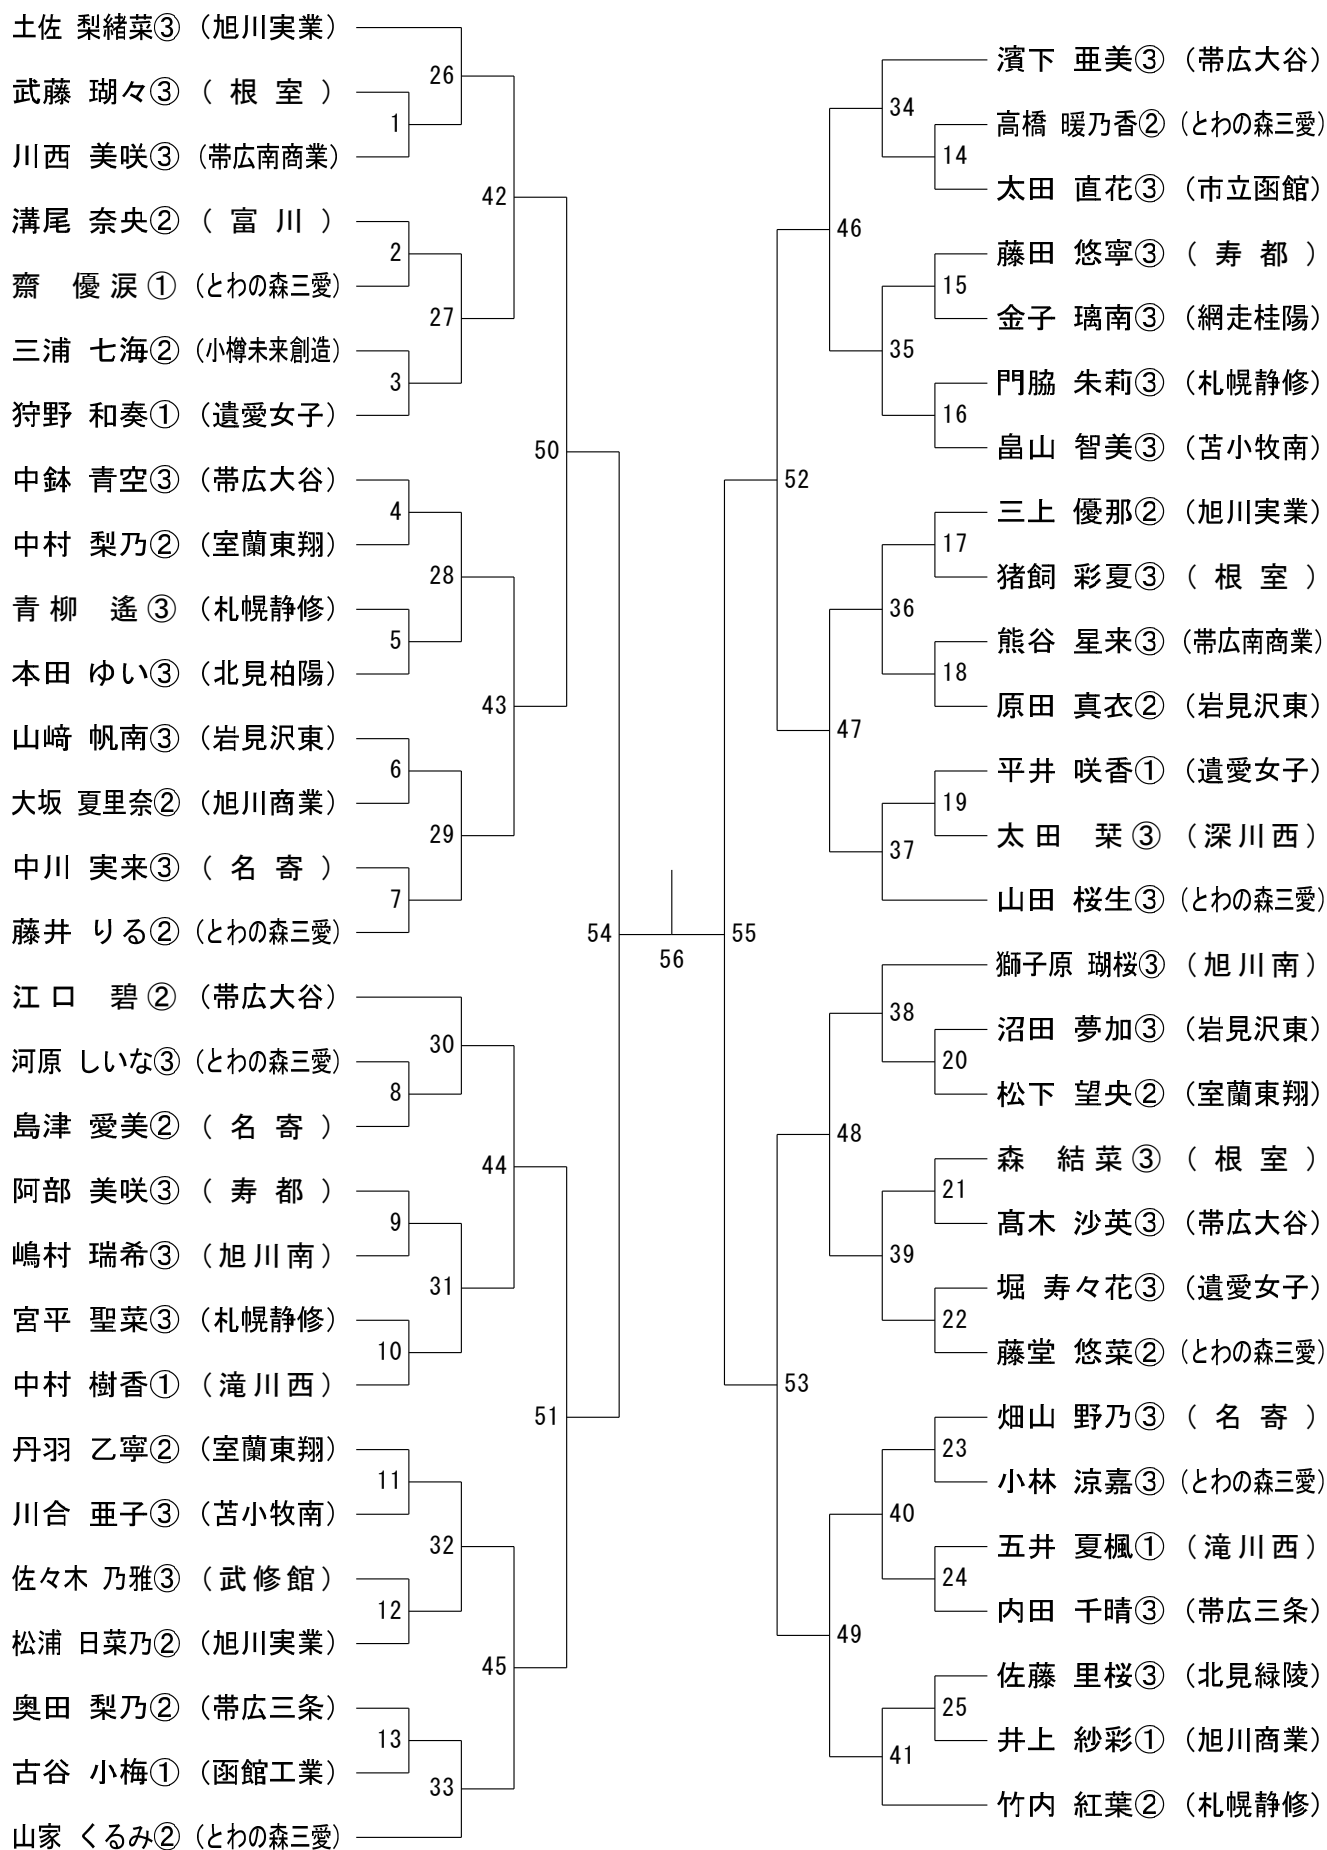 土佐 梨緒菜③ (旭川実業)
26
武藤 瑚々③ ( 根 室 )
1
川西 美咲③ (帯広南商業)
42
溝尾 奈央② ( 富 川 )
2
齋 優涙① (とわの森三愛)
27
三浦 七海② (小樽未来創造)
3
狩野 和奏① (遺愛女子)
50
中鉢 青空③ (帯広大谷)
4
中村 梨乃② (室蘭東翔)
28
青柳 遙③ (札幌静修)
5
本田 ゆい③ (北見柏陽)
43
山﨑 帆南③ (岩見沢東)
6
大坂 夏里奈② (旭川商業)
29
中川 実来③ ( 名 寄 )
7
藤井 りる② (とわの森三愛)
54
江口 碧② (帯広大谷)
30
河原 しいな③ (とわの森三愛)
8
島津 愛美② ( 名 寄 )
44
阿部 美咲③ ( 寿 都 )
9
嶋村 瑞希③ (旭川南)
31
宮平 聖菜③ (札幌静修)
10
中村 樹香① (滝川西)
51
丹羽 乙寧② (室蘭東翔)
11
川合 亜子③ (苫小牧南)
32
佐々木 乃雅③ (武修館)
12
松浦 日菜乃② (旭川実業)
45
奥田 梨乃② (帯広三条)
13
古谷 小梅① (函館工業)
33
山家 くるみ② (とわの森三愛)
56
濱下 亜美③ (帯広大谷)
34
高橋 暖乃香② (とわの森三愛)
14
太田 直花③ (市立函館)
46
藤田 悠寧③ ( 寿 都 )
15
金子 璃南③ (網走桂陽)
35
門脇 朱莉③ (札幌静修)
16
畠山 智美③ (苫小牧南)
52
三上 優那② (旭川実業)
17
猪飼 彩夏③ ( 根 室 )
36
熊谷 星来③ (帯広南商業)
18
原田 真衣② (岩見沢東)
47
平井 咲香① (遺愛女子)
19
太田 栞③ (深川西)
37
山田 桜生③ (とわの森三愛)
55
獅子原 瑚桜③ (旭川南)
38
沼田 夢加③ (岩見沢東)
20
松下 望央② (室蘭東翔)
48
森 結菜③ ( 根 室 )
21
髙木 沙英③ (帯広大谷)
39
堀 寿々花③ (遺愛女子)
22
藤堂 悠菜② (とわの森三愛)
53
畑山 野乃③ ( 名 寄 )
23
小林 涼嘉③ (とわの森三愛)
40
五井 夏楓① (滝川西)
24
内田 千晴③ (帯広三条)
49
佐藤 里桜③ (北見緑陵)
25
井上 紗彩① (旭川商業)
41
竹内 紅葉② (札幌静修)